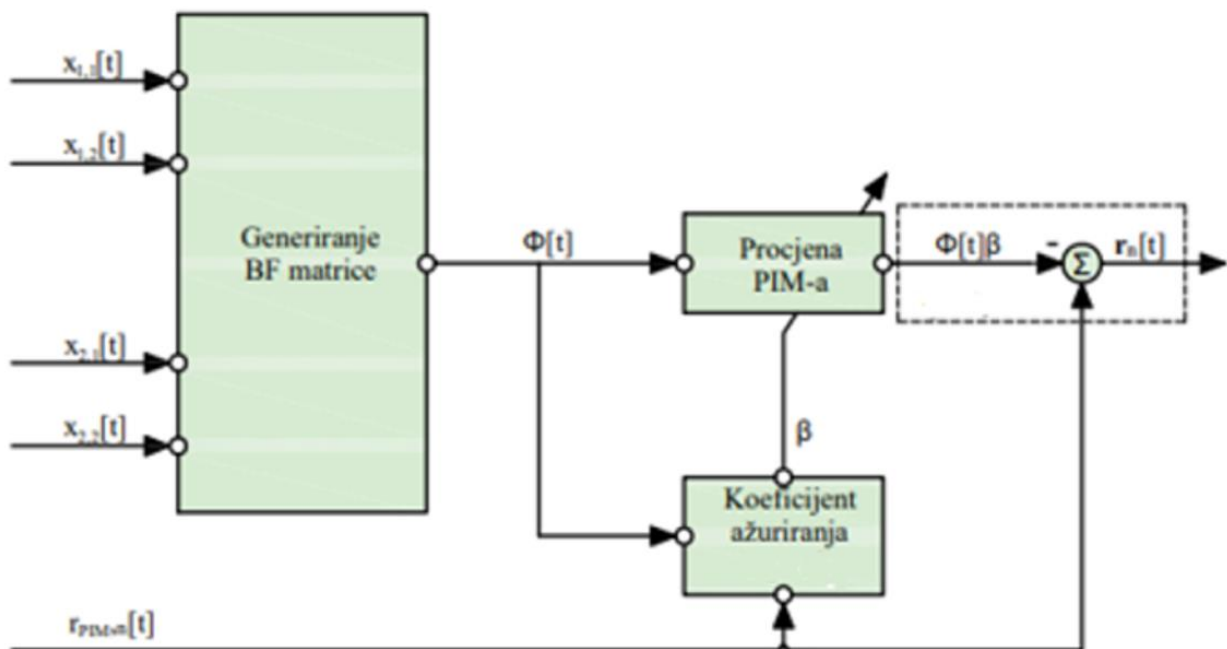 x1,1[t]
x1,2[t]
Generiranje
BF matrice
x2,1[t]
x2,2[t]
Φ[t]
Procjena
PIM-a
Φ[t]β
-
Σ
rn[t]
β
Koeficijent
ažuriranja
rPIM+n[t]